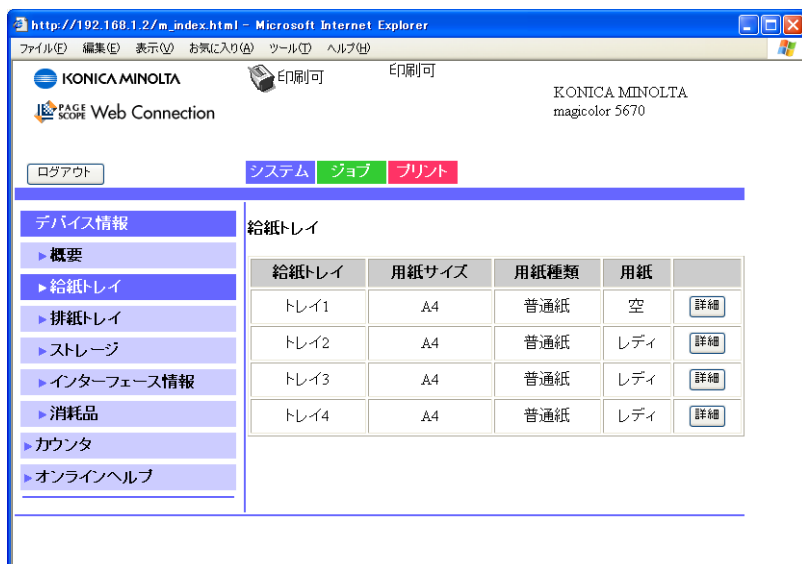 http://192.168.1.2/m_index.html - Microsoft Internet Explorer
ファイル(F) 編集(E) 表示(V) お気に入り(A) ツール(T) ヘルプ(H)
KONICA MINOLTA
印刷可
印刷可
KONICA MINOLTA
magicolor 5670
PAGE SCOPE Web Connection
ログアウト
システム ジョブ プリント
デバイス情報
概要
給紙トレイ
排紙トレイ
ストレージ
インターフェース情報
消耗品
カウンタ
オンラインヘルプ
給紙トレイ
給紙トレイ 用紙サイズ 用紙種類 用紙
トレイ1 A4 普通紙 空 詳細
トレイ2 A4 普通紙 レディ 詳細
トレイ3 A4 普通紙 レディ 詳細
トレイ4 A4 普通紙 レディ 詳細